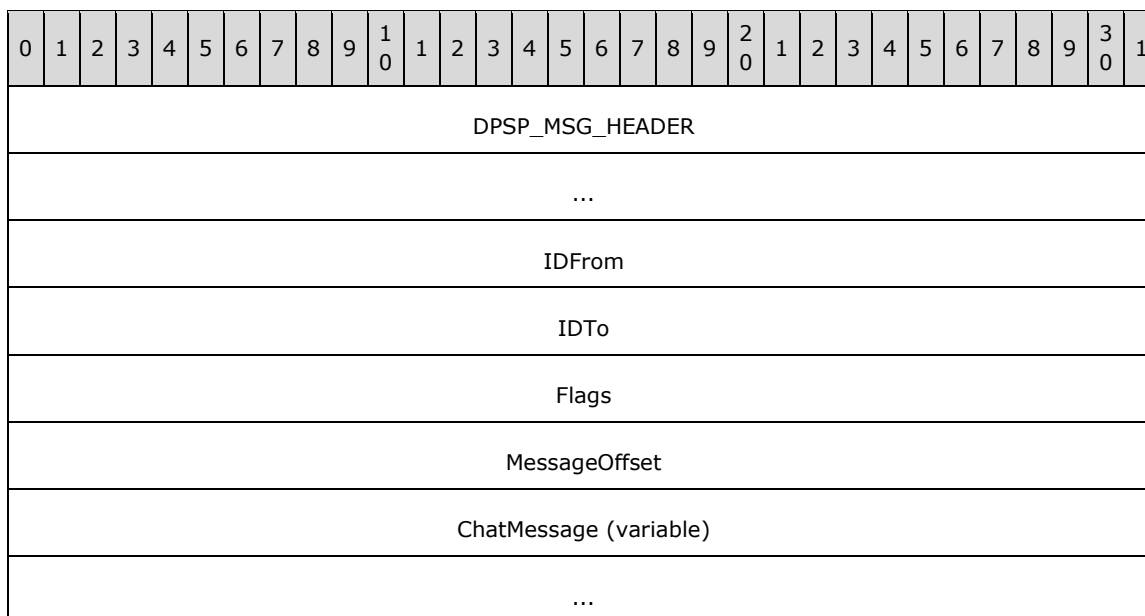 0 1 2 3 4 5 6 7 8 9 1 0 1 2 3 4 5 6 7 8 9 2 0 1 2 3 4 5 6 7 8 9 3 0 1
DPSP_MSG_HEADER
...
IDFrom
IDTo
Flags
MessageOffset
ChatMessage (variable)
...